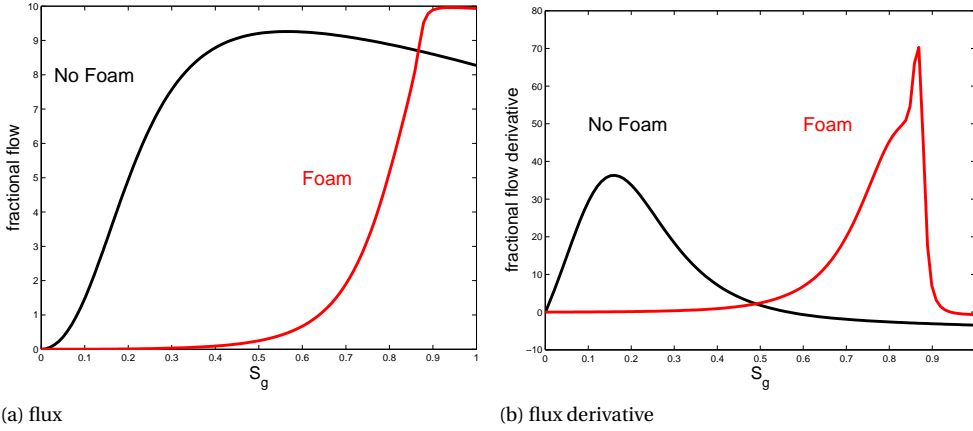 10
9
8
7
6
5
4
3
2
1
0
fractional flow
No Foam
Foam
0 0.1 0.2 0.3 0.4 0.5 0.6 0.7 0.8 0.9 1
S_g
(a) flux
80
70
60
50
40
30
20
10
0
−10
fractional flow derivative
No Foam
Foam
0 0.1 0.2 0.3 0.4 0.5 0.6 0.7 0.8 0.9
S_g
(b) flux derivative